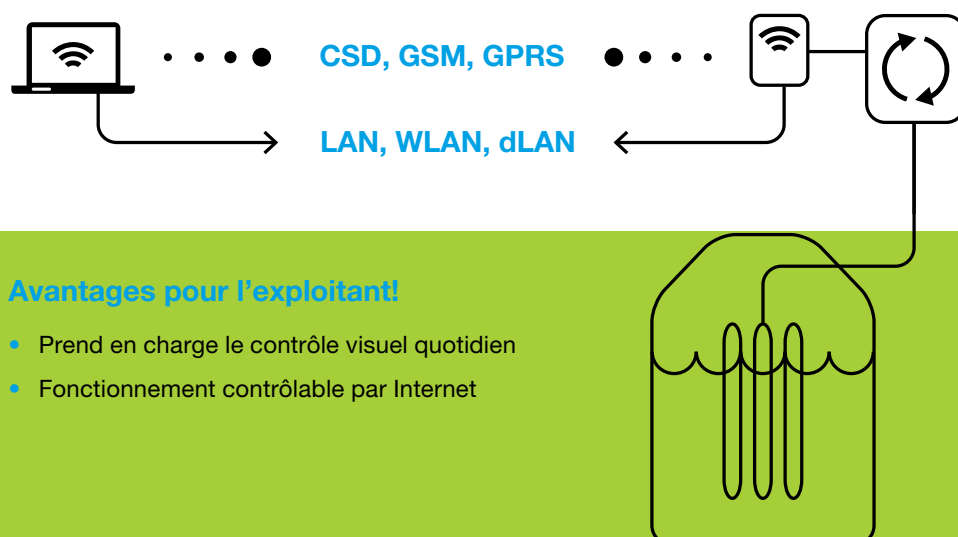 CSD, GSM, GPRS
LAN, WLAN, dLAN
Avantages pour l’exploitant!
• Prend en charge le contrôle visuel quotidien
• Fonctionnement contrôlable par Internet